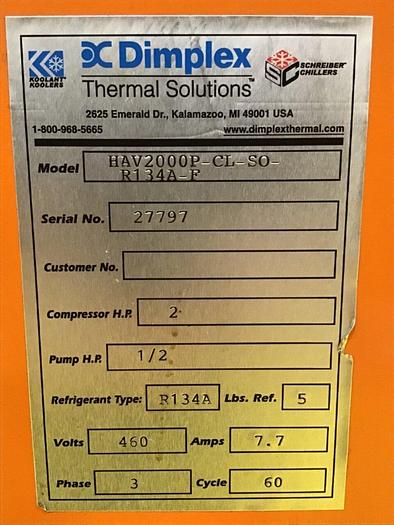 KOOLANT KOOLERS
Dimplex
Thermal Solutions™
SCHREIBER CHILLERS
2625 Emerald Dr., Kalamazoo, MI 49001 USA
1-800-968-5665 www.dimplexthermal.com
Model HAV2000P-CL-SO-
R134A-F
Serial No. 27797
Customer No.
Compressor H.P. 2
Pump H.P. 1/2
Refrigerant Type: R134A Lbs. Ref. 5
Volts 460 Amps 7.7
Phase 3 Cycle 60